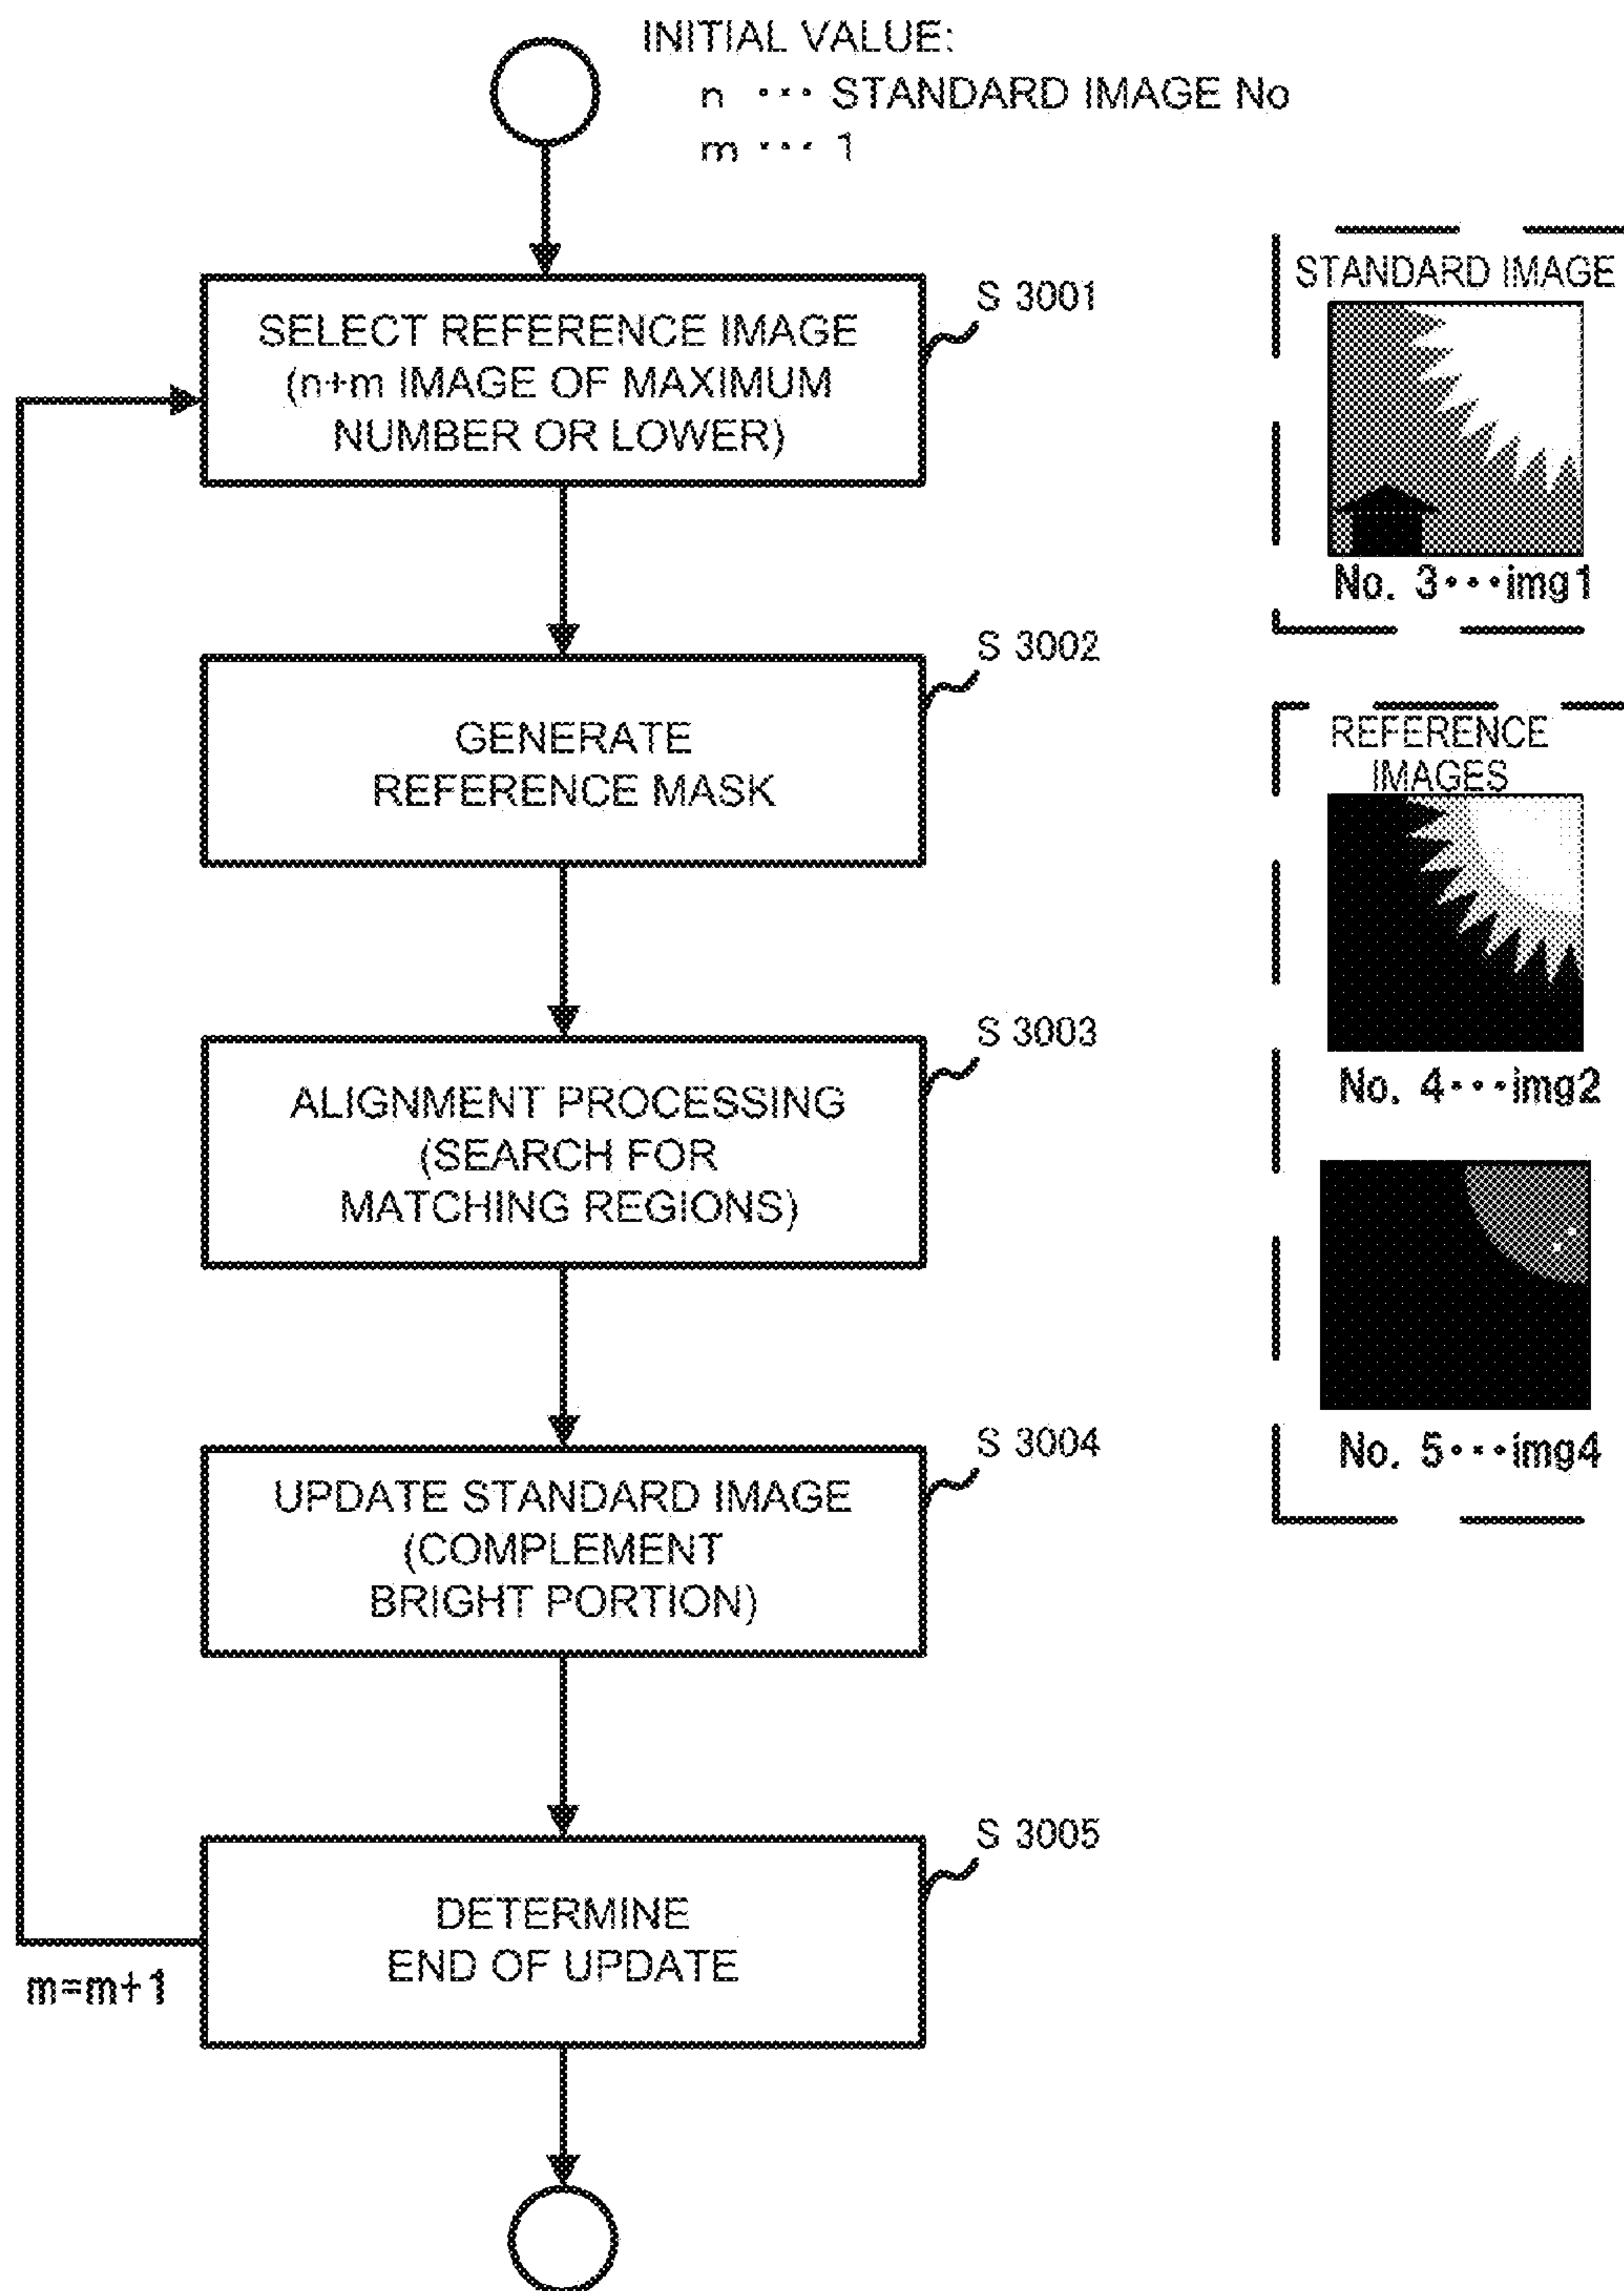 INITIAL VALUE:
n ··· STANDARD IMAGE No
m ··· 1
S 3001
SELECT REFERENCE IMAGE
(n+m IMAGE OF MAXIMUM
NUMBER OR LOWER)
S 3002
GENERATE
REFERENCE MASK
S 3003
ALIGNMENT PROCESSING
(SEARCH FOR
MATCHING REGIONS)
S 3004
UPDATE STANDARD IMAGE
(COMPLEMENT
BRIGHT PORTION)
S 3005
DETERMINE
END OF UPDATE
m=m+1
STANDARD IMAGE
No. 3···img1
REFERENCE
IMAGES
No. 4···img2
No. 5···img4